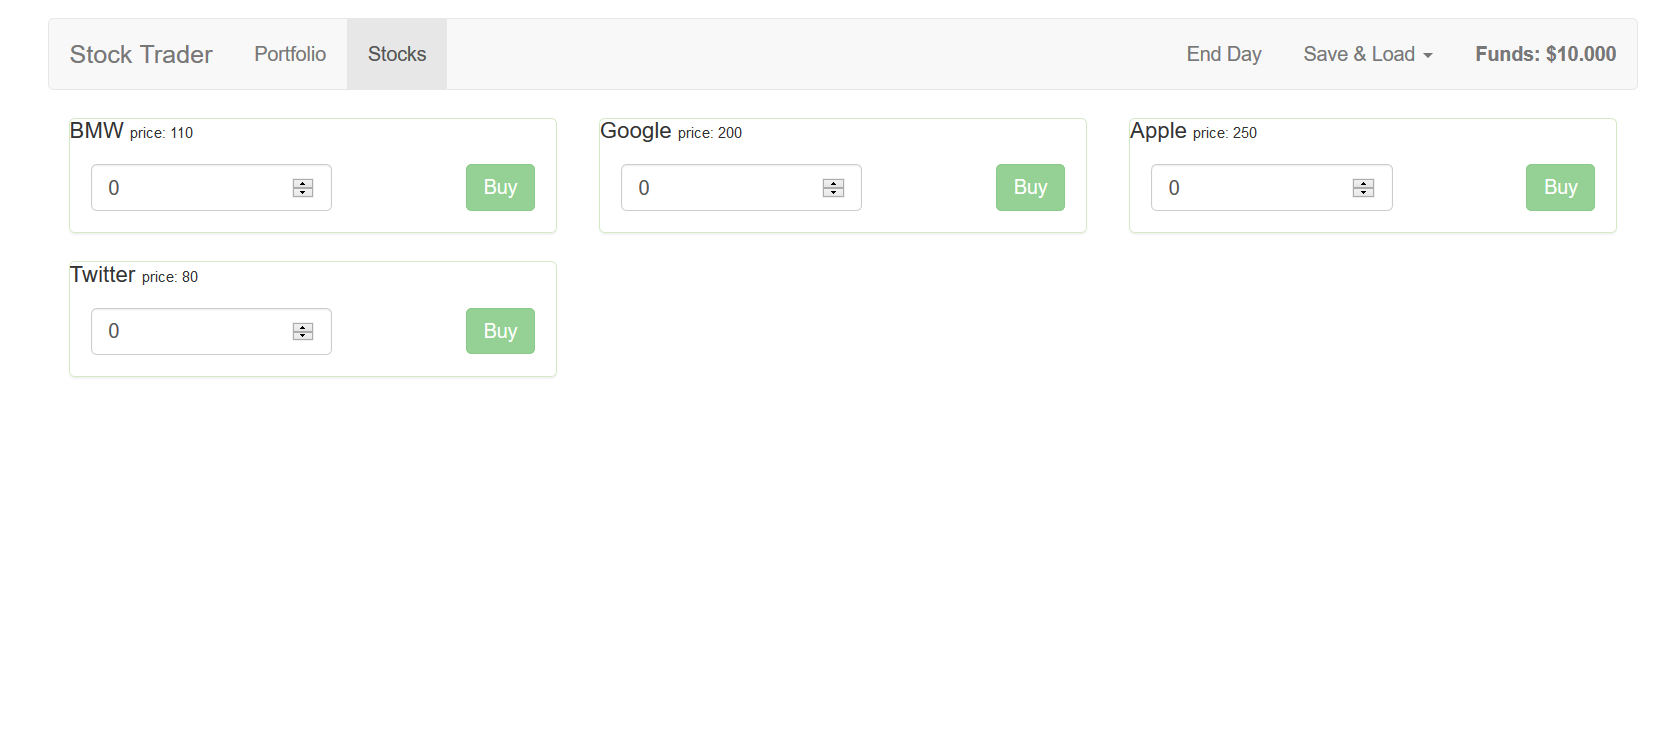 Stock Trader Portfolio Stocks End Day Save & Load Funds: $10.000
BMW price: 110 Google price: 200 Apple price: 250
0 Buy 0 Buy 0 Buy
Twitter price: 80
0 Buy